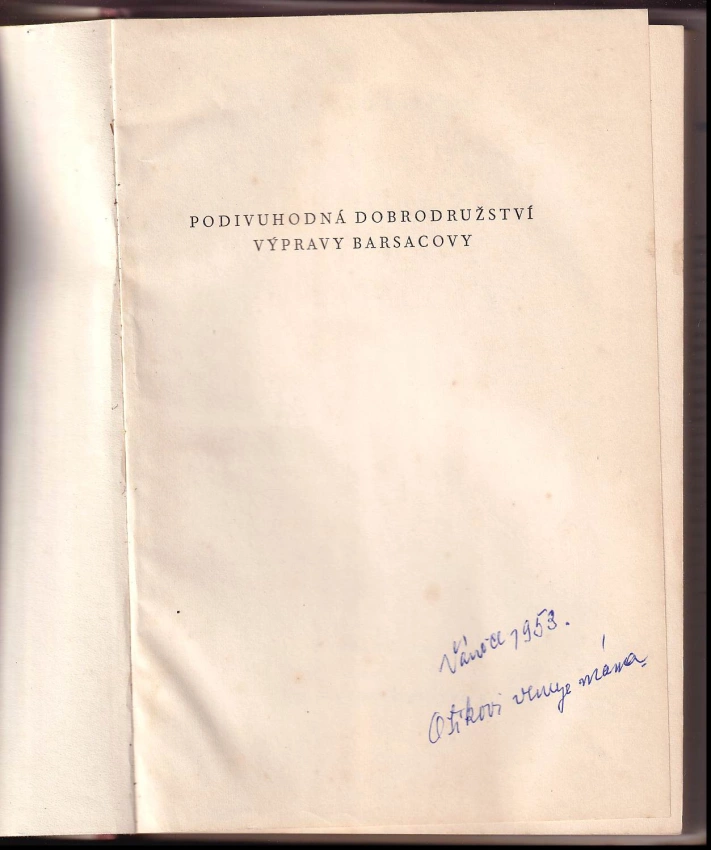 PODIVUHODNÁ DOBRODRUŽSTVÍ
VÝPRAVY BARSACOVY
Vánoce 1953.
Otíkovi věnuje máma.